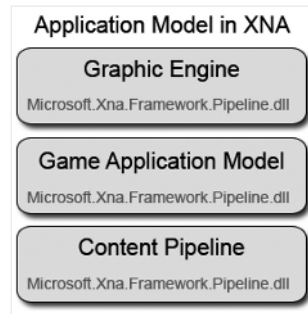 Application Model in XNA
Graphic Engine
Microsoft.Xna.Framework.Pipeline.dll
Game Application Model
Microsoft.Xna.Framework.Pipeline.dll
Content Pipeline
Microsoft.Xna.Framework.Pipeline.dll